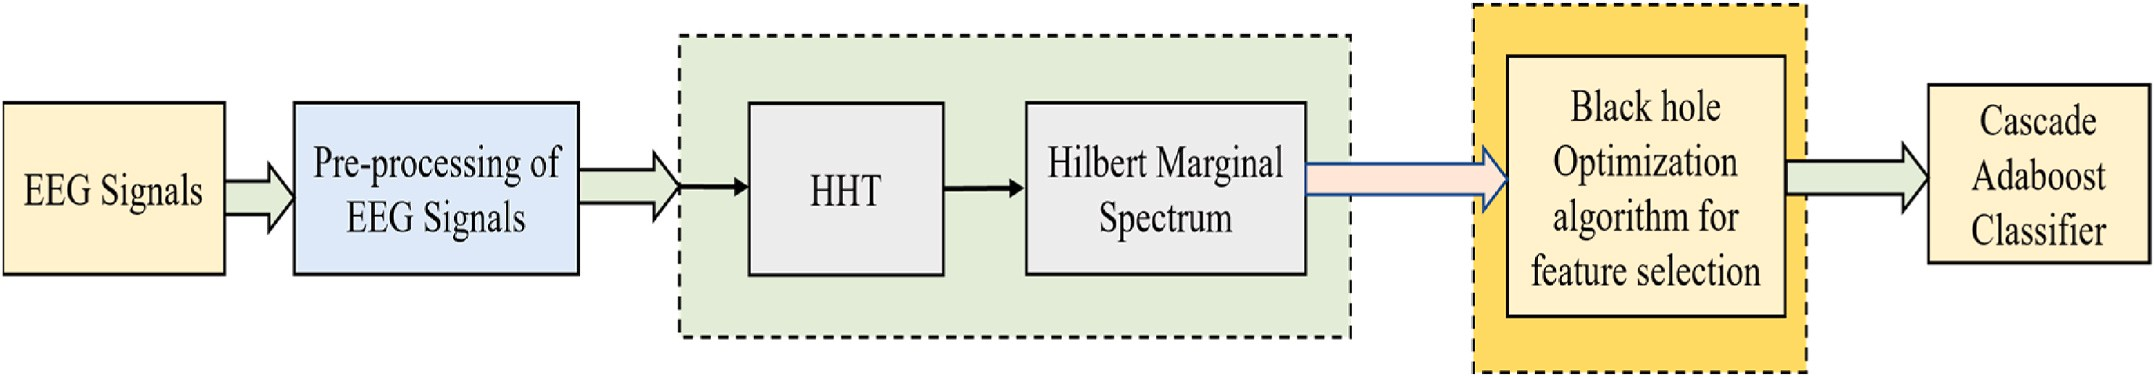 EEG Signals
Pre-processing of
EEG Signals
HHT
Hilbert Marginal
Spectrum
Black hole
Optimization
algorithm for
feature selection
Cascade
Adaboost
Classifier